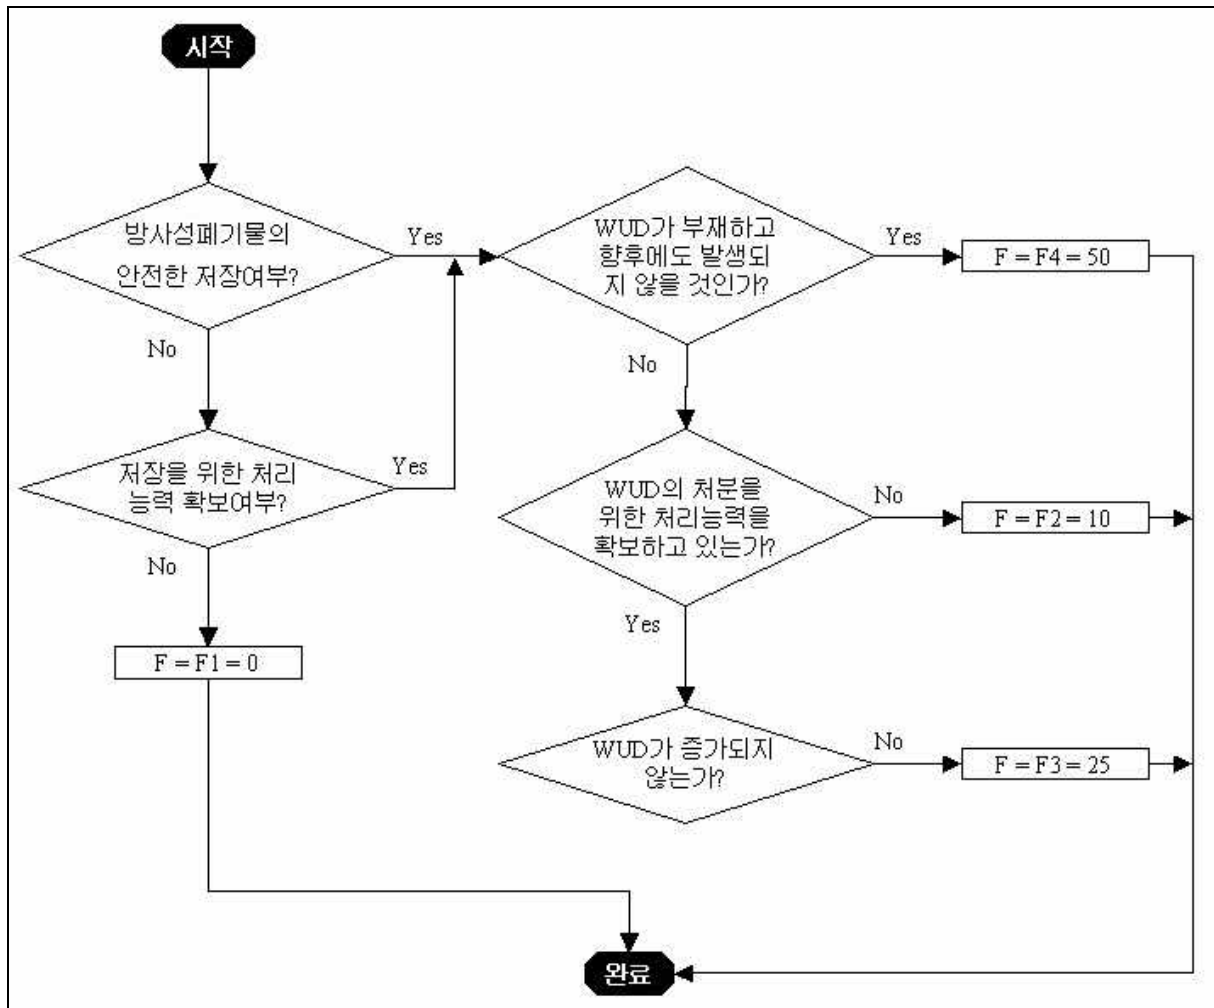 시작
방사성폐기물의
안전한 저장여부?
Yes
No
저장을 위한 처리
능력 확보여부?
Yes
No
F = F1 = 0
WUD가 부재하고
향후에도 발생되
지 않을 것인가?
Yes
F = F4 = 50
No
WUD의 처분을
위한 처리능력을
확보하고 있는가?
No
F = F2 = 10
Yes
WUD가 증가되지
않는가?
No
F = F3 = 25
완료